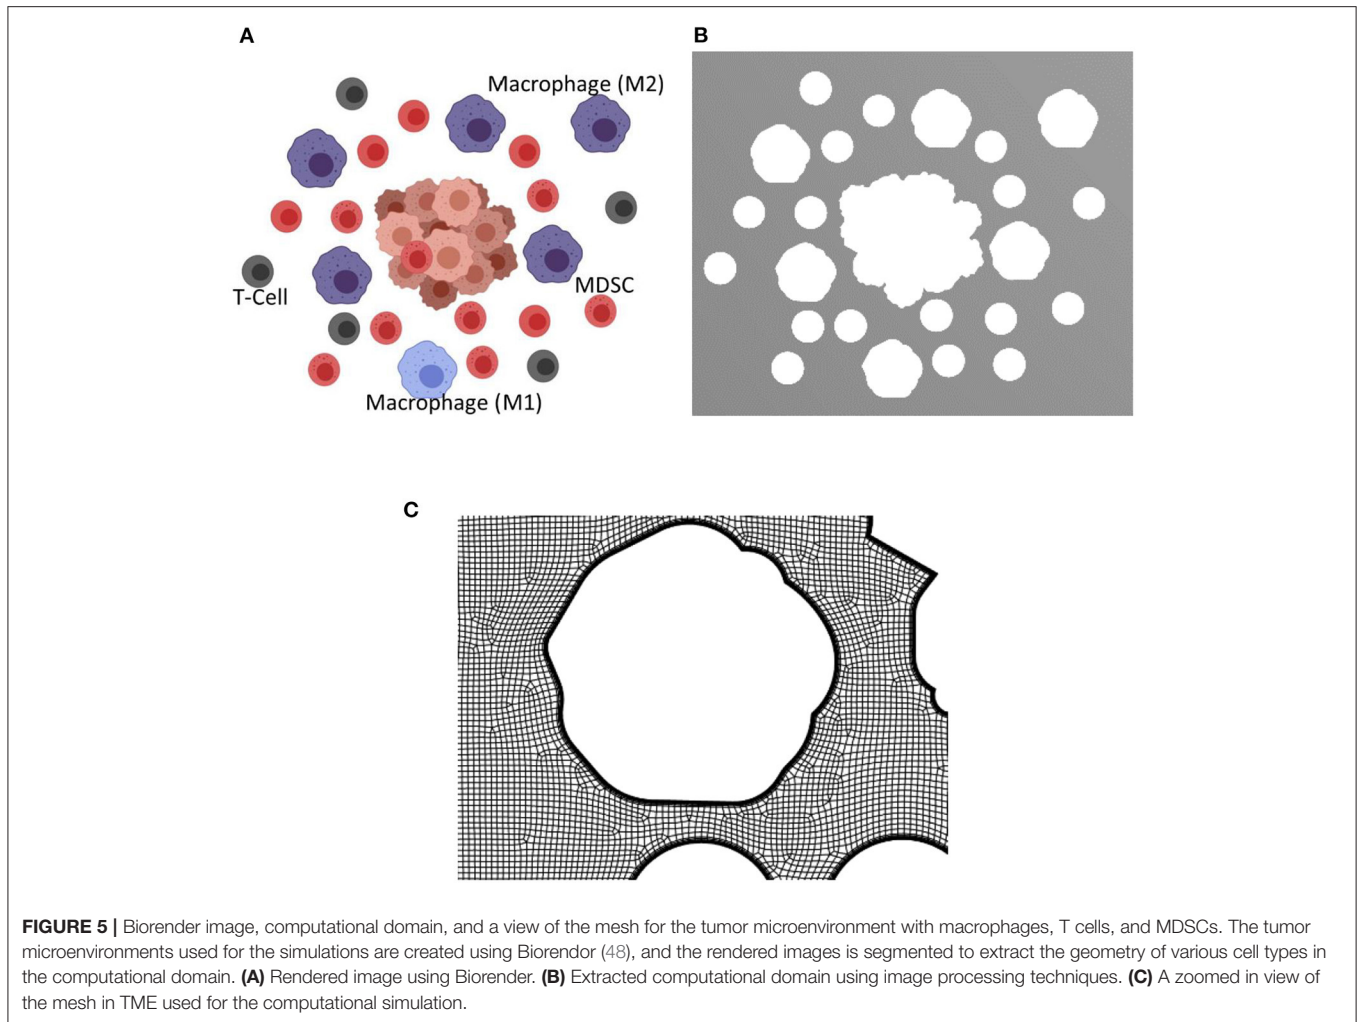 A
B
Macrophage (M2)
T-Cell
MDSC
Macrophage (M1)
C
FIGURE 5 | Biorender image, computational domain, and a view of the mesh for the tumor microenvironment with macrophages, T cells, and MDSCs. The tumor
microenvironments used for the simulations are created using Biorendor (48), and the rendered images is segmented to extract the geometry of various cell types in
the computational domain. (A) Rendered image using Biorender. (B) Extracted computational domain using image processing techniques. (C) A zoomed in view of
the mesh in TME used for the computational simulation.